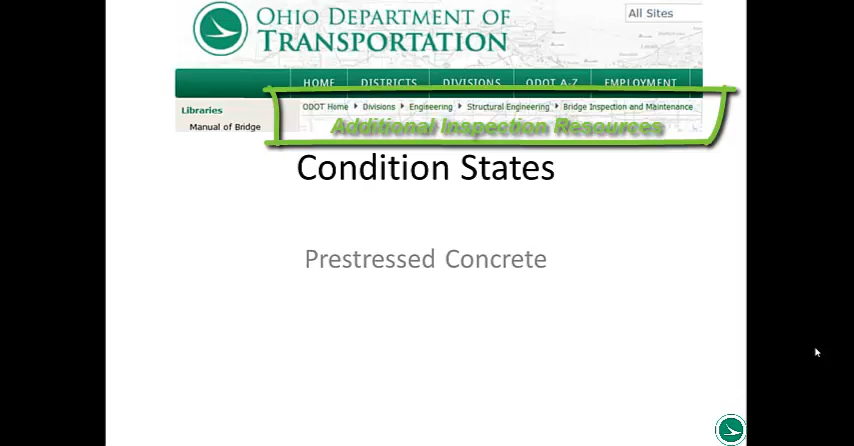 OHIO DEPARTMENT OF
TRANSPORTATION
All Sites
HOME DISTRICTS DIVISIONS ODOT A-Z EMPLOYMENT
Libraries
Manual of Bridge
ODOT Home Divisions Engineering Structural Engineering Bridge Inspection and Maintenance
Additional Inspection Resources
Condition States
Prestressed Concrete